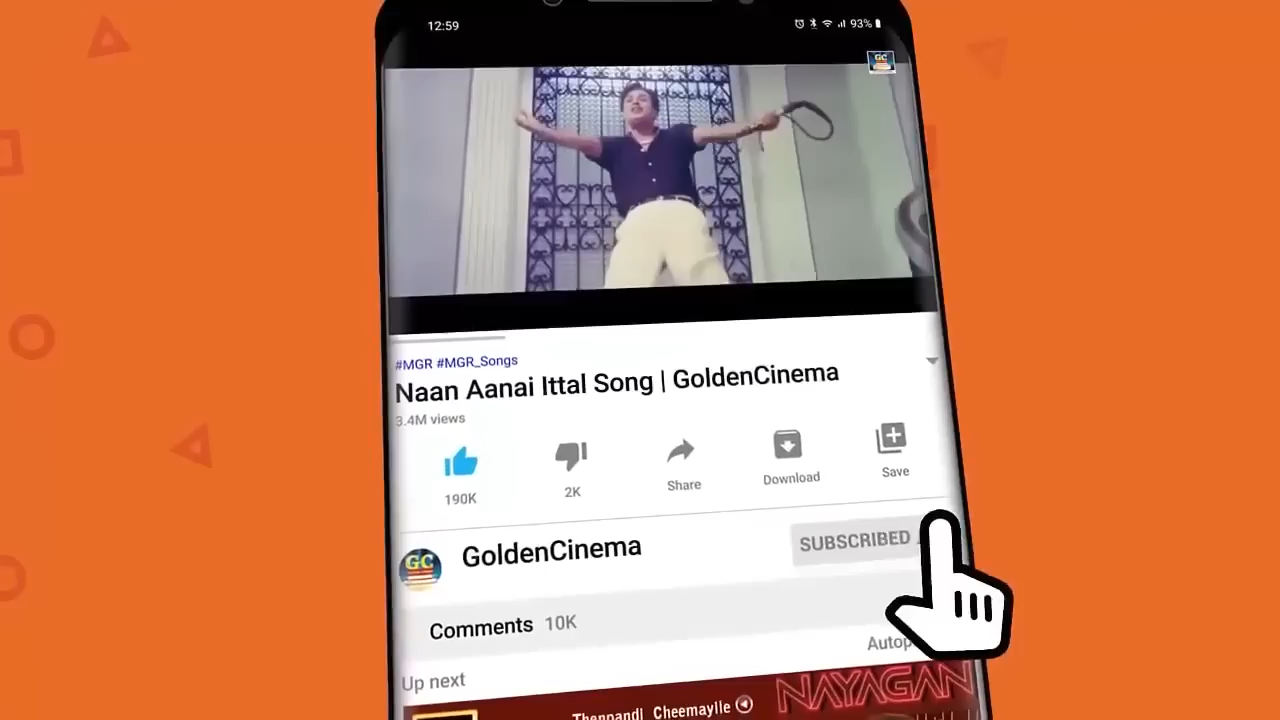 12:59
93%
GC
#MGR #MGR_Songs
Naan Aanai Ittal Song | GoldenCinema
3.4M views
190K
2K
Share
Download
Save
GC
GoldenCinema
SUBSCRIBED
Comments 10K
Autop
Up next
Thenpandi Cheemaylle
NAYAGAN